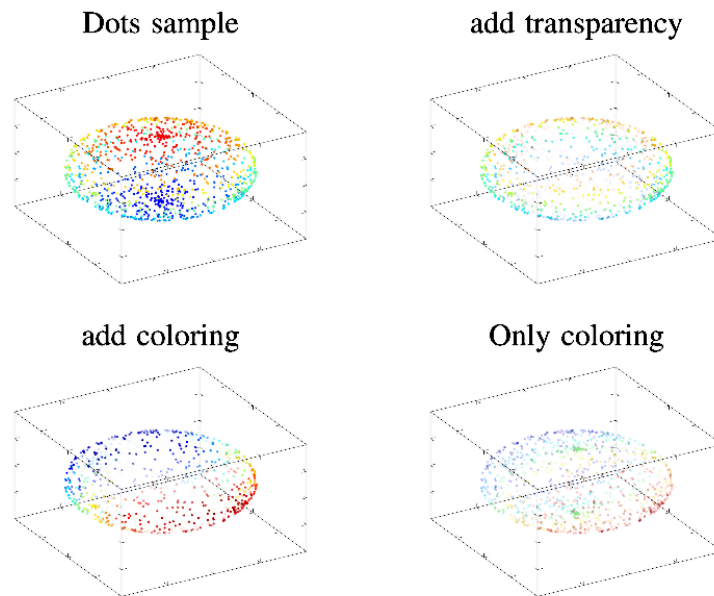 Dots sample
add transparency
add coloring
Only coloring